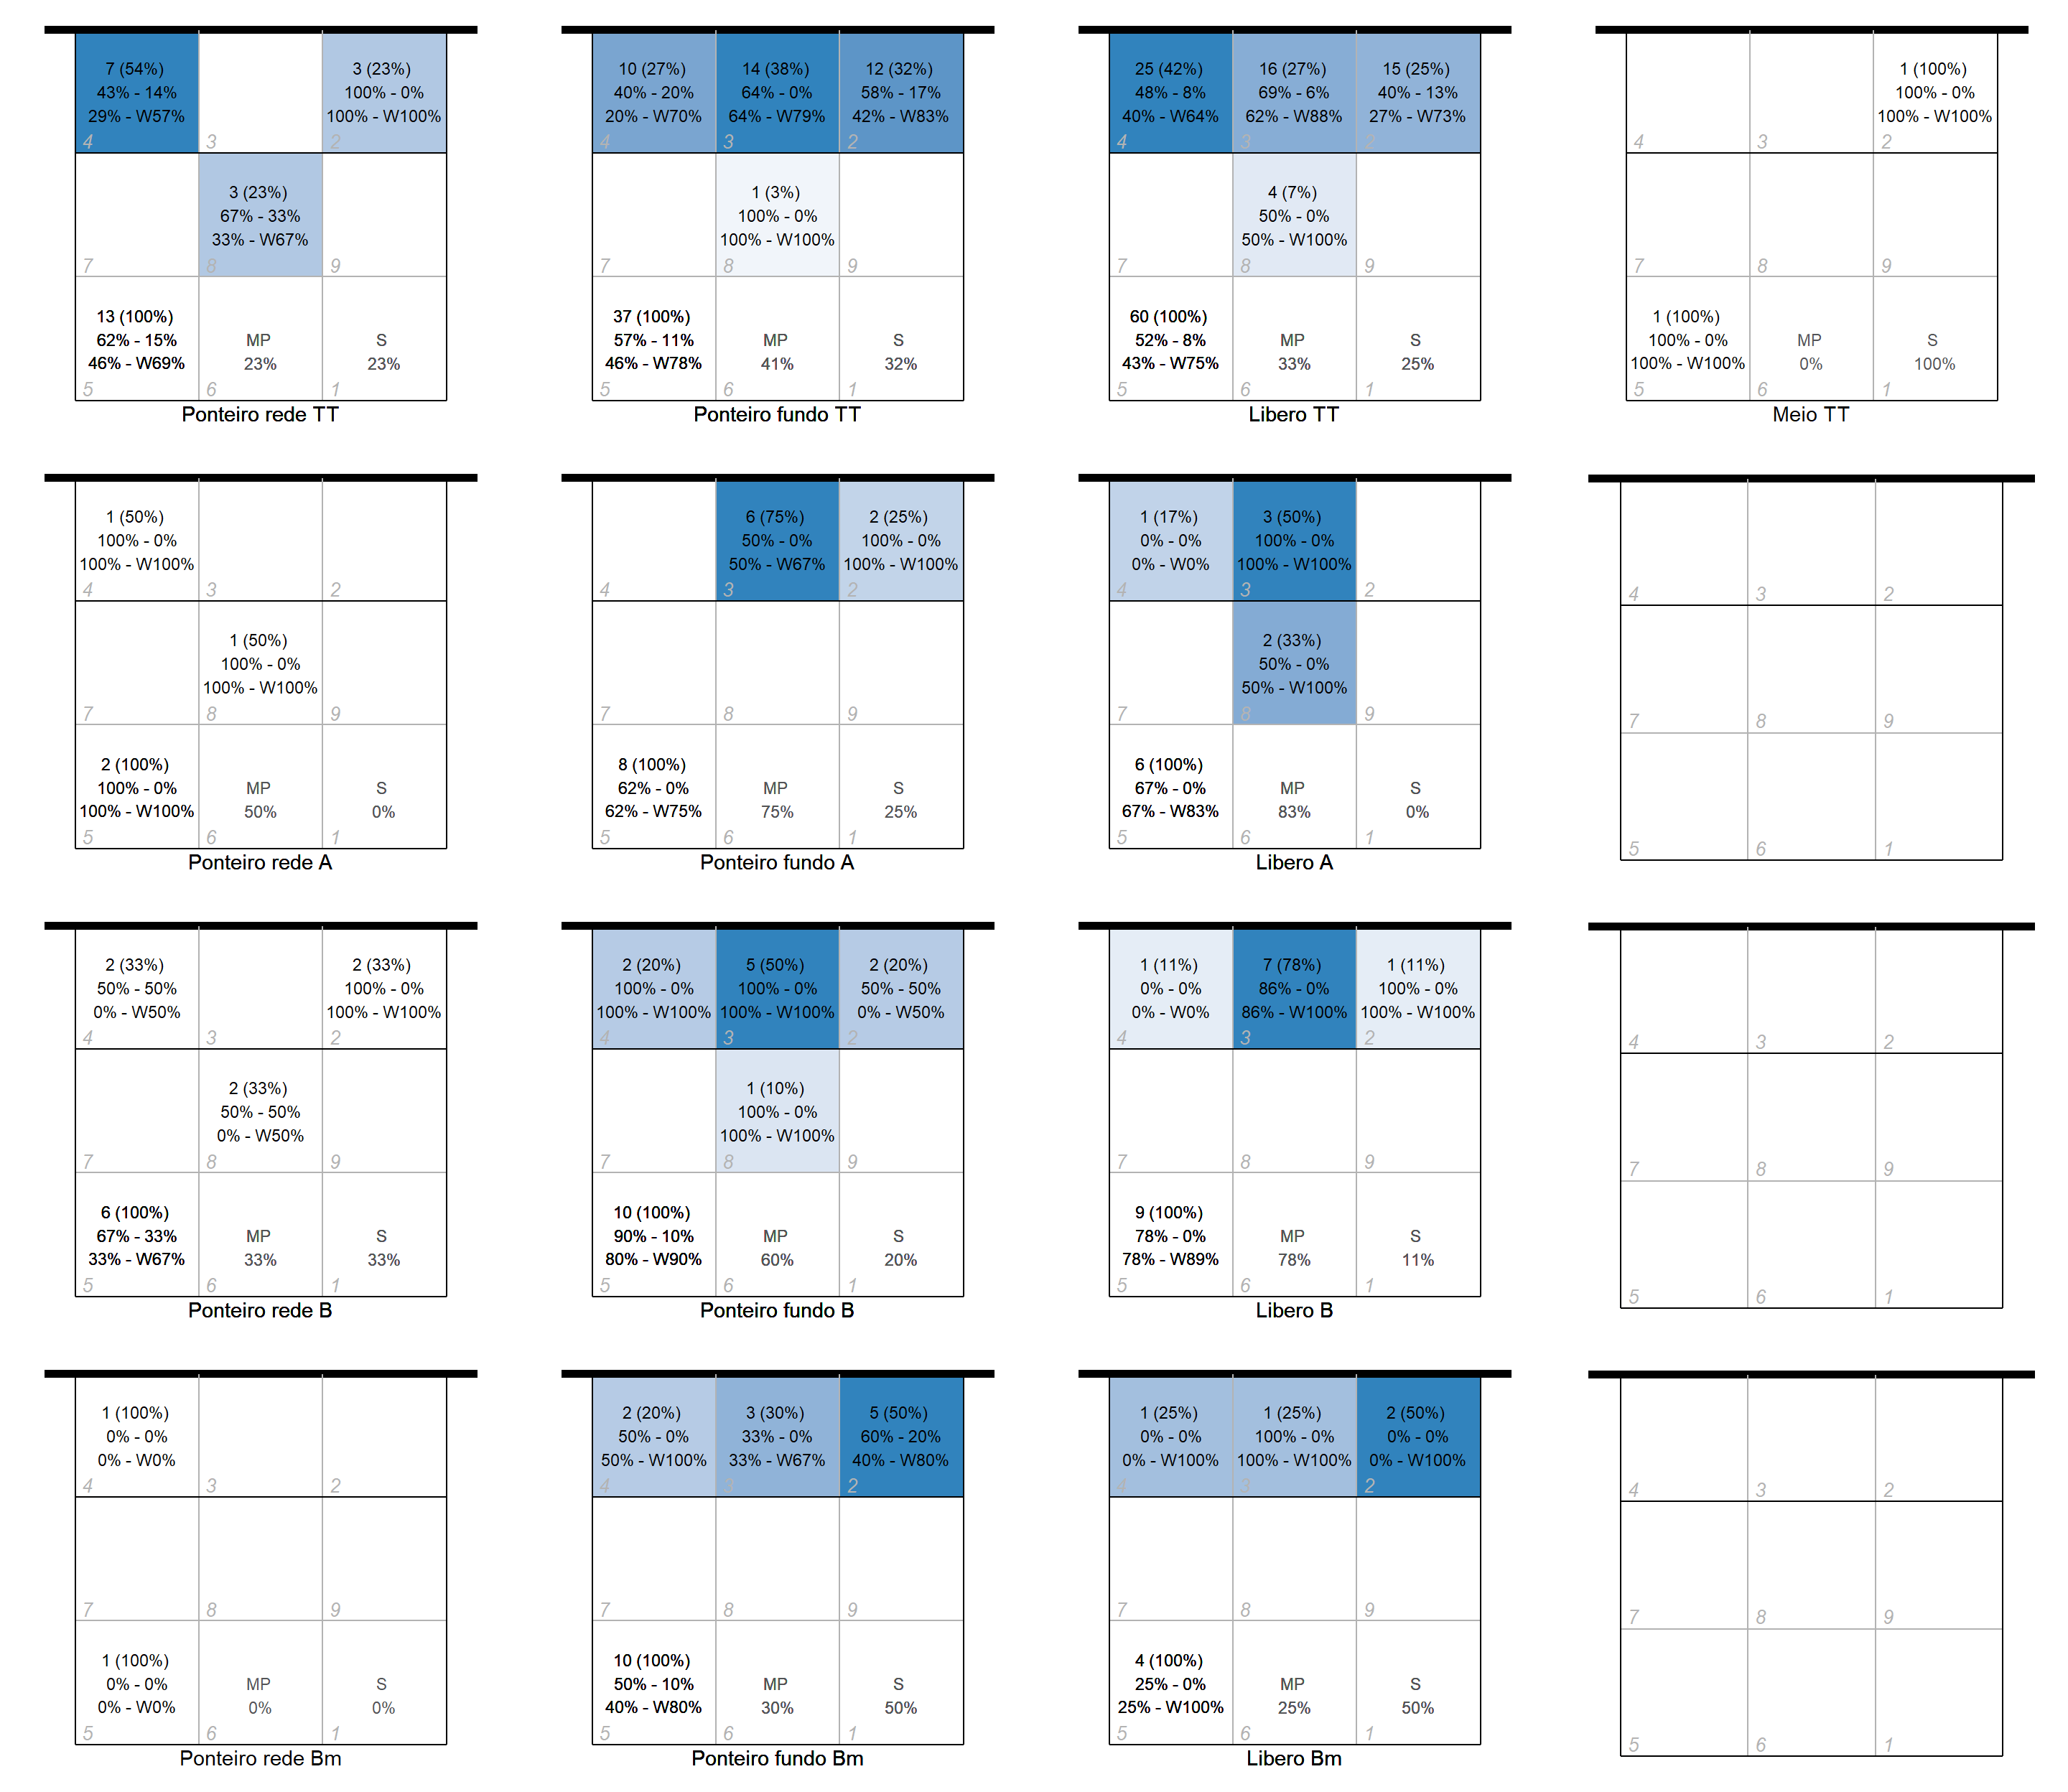 7 (54%)
43% - 14%
29% - W57%
4
3
3 (23%)
100% - 0%
100% - W100%
2
7
3 (23%)
67% - 33%
33% - W67%
8
9
13 (100%)
62% - 15%
46% - W69%
5
MP
23%
6
S
23%
1
Ponteiro rede TT
10 (27%)
40% - 20%
20% - W70%
4
14 (38%)
64% - 0%
64% - W79%
3
12 (32%)
58% - 17%
42% - W83%
2
7
1 (3%)
100% - 0%
100% - W100%
8
9
37 (100%)
57% - 11%
46% - W78%
5
MP
41%
6
S
32%
1
Ponteiro fundo TT
25 (42%)
48% - 8%
40% - W64%
4
16 (27%)
69% - 6%
62% - W88%
3
15 (25%)
40% - 13%
27% - W73%
2
7
4 (7%)
50% - 0%
50% - W100%
8
9
60 (100%)
52% - 8%
43% - W75%
5
MP
33%
6
S
25%
1
Libero TT
4
3
1 (100%)
100% - 0%
100% - W100%
2
7
8
9
1 (100%)
100% - 0%
100% - W100%
5
MP
0%
6
S
100%
1
Meio TT
1 (50%)
100% - 0%
100% - W100%
4
3
2
7
1 (50%)
100% - 0%
100% - W100%
8
9
2 (100%)
100% - 0%
100% - W100%
5
MP
50%
6
S
0%
1
Ponteiro rede A
4
6 (75%)
50% - 0%
50% - W67%
3
2 (25%)
100% - 0%
100% - W100%
2
7
8
9
8 (100%)
62% - 0%
62% - W75%
5
MP
75%
6
S
25%
1
Ponteiro fundo A
1 (17%)
0% - 0%
0% - W0%
4
3 (50%)
100% - 0%
100% - W100%
3
2
7
2 (33%)
50% - 0%
50% - W100%
8
9
6 (100%)
67% - 0%
67% - W83%
5
MP
83%
6
S
0%
1
Libero A
4
3
2
7
8
9
5
6
1
2 (33%)
50% - 50%
0% - W50%
4
3
2 (33%)
100% - 0%
100% - W100%
2
7
2 (33%)
50% - 50%
0% - W50%
8
9
6 (100%)
67% - 33%
33% - W67%
5
MP
33%
6
S
33%
1
Ponteiro rede B
2 (20%)
100% - 0%
100% - W100%
4
5 (50%)
100% - 0%
100% - W100%
3
2 (20%)
50% - 50%
0% - W50%
2
7
1 (10%)
100% - 0%
100% - W100%
8
9
10 (100%)
90% - 10%
80% - W90%
5
MP
60%
6
S
20%
1
Ponteiro fundo B
1 (11%)
0% - 0%
0% - W0%
4
7 (78%)
86% - 0%
86% - W100%
3
1 (11%)
100% - 0%
100% - W100%
2
7
8
9
9 (100%)
78% - 0%
78% - W89%
5
MP
78%
6
S
11%
1
Libero B
4
3
2
7
8
9
5
6
1
1 (100%)
0% - 0%
0% - W0%
4
3
2
7
8
9
1 (100%)
0% - 0%
0% - W0%
5
MP
0%
6
S
0%
1
Ponteiro rede Bm
2 (20%)
50% - 0%
50% - W100%
4
3 (30%)
33% - 0%
33% - W67%
3
5 (50%)
60% - 20%
40% - W80%
2
7
8
9
10 (100%)
50% - 10%
40% - W80%
5
MP
30%
6
S
50%
1
Ponteiro fundo Bm
1 (25%)
0% - 0%
0% - W100%
4
1 (25%)
100% - 0%
100% - W100%
3
2 (50%)
0% - 0%
0% - W100%
2
7
8
9
4 (100%)
25% - 0%
25% - W100%
5
MP
25%
6
S
50%
1
Libero Bm
4
3
2
7
8
9
5
6
1